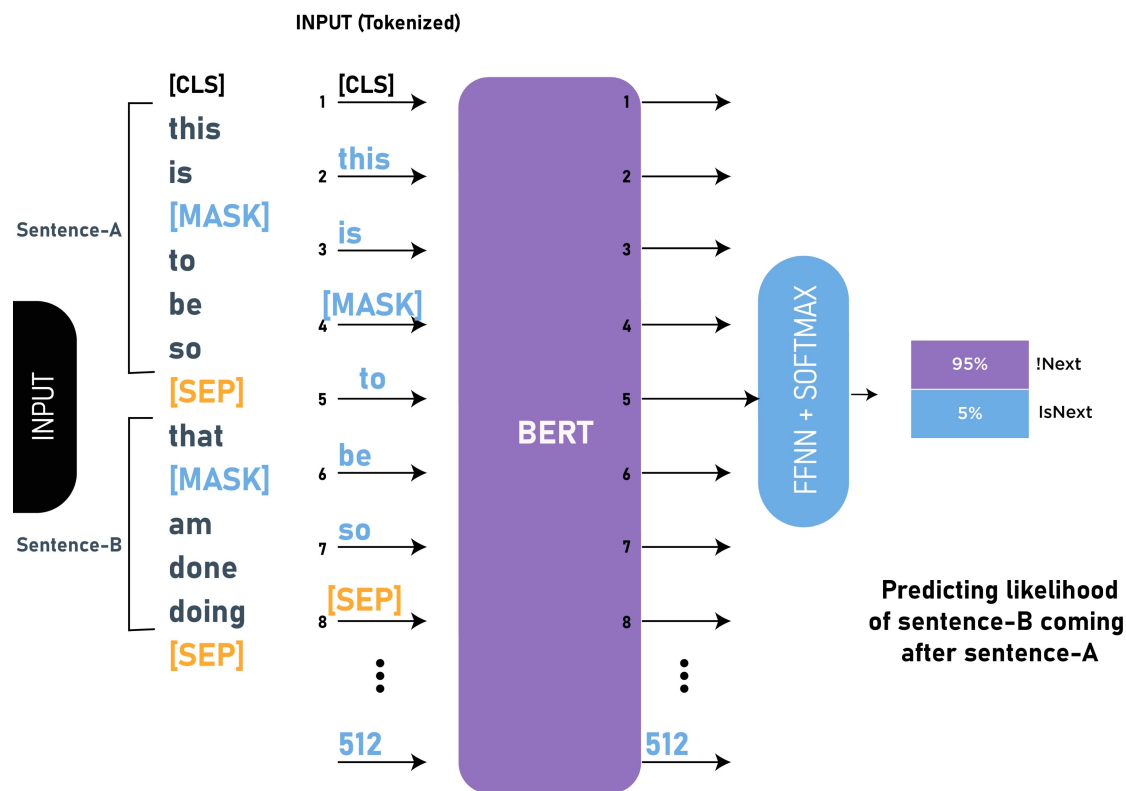 INPUT (Tokenized)
[CLS]
this
is
[MASK]
to
be
so
[SEP]
that
[MASK]
am
done
doing
[SEP]
Sentence-A
INPUT
Sentence-B
1 [CLS]
2 this
3 is
4 [MASK]
5 to
6 be
7 so
8 [SEP]
512
BERT
1
2
3
4
5
6
7
8
512
FFNN + SOFTMAX
95% !Next
5% IsNext
Predicting likelihood
of sentence-B coming
after sentence-A